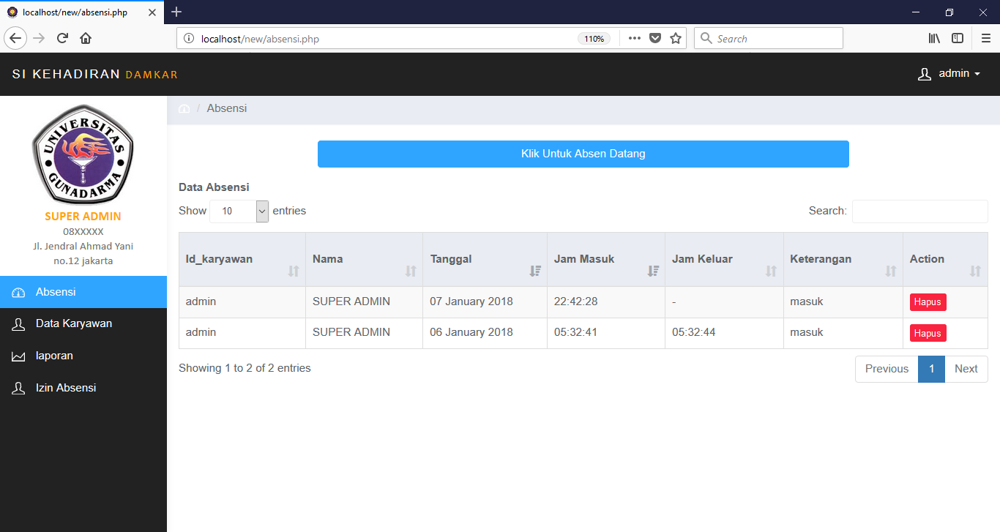 localhost/new/absensi.php
localhost/new/absensi.php 110% Search
SI KEHADIRAN DAMKAR admin
UNIVERSITAS
GUNADARMA
SUPER ADMIN
08XXXXX
Jl. Jendral Ahmad Yani
no.12 jakarta
Absensi
Data Karyawan
laporan
Izin Absensi
/ Absensi
Klik Untuk Absen Datang
Data Absensi
Show 10 entries Search:
Id_karyawan Nama Tanggal Jam Masuk Jam Keluar Keterangan Action
admin SUPER ADMIN 07 January 2018 22:42:28 - masuk Hapus
admin SUPER ADMIN 06 January 2018 05:32:41 05:32:44 masuk Hapus
Showing 1 to 2 of 2 entries Previous 1 Next